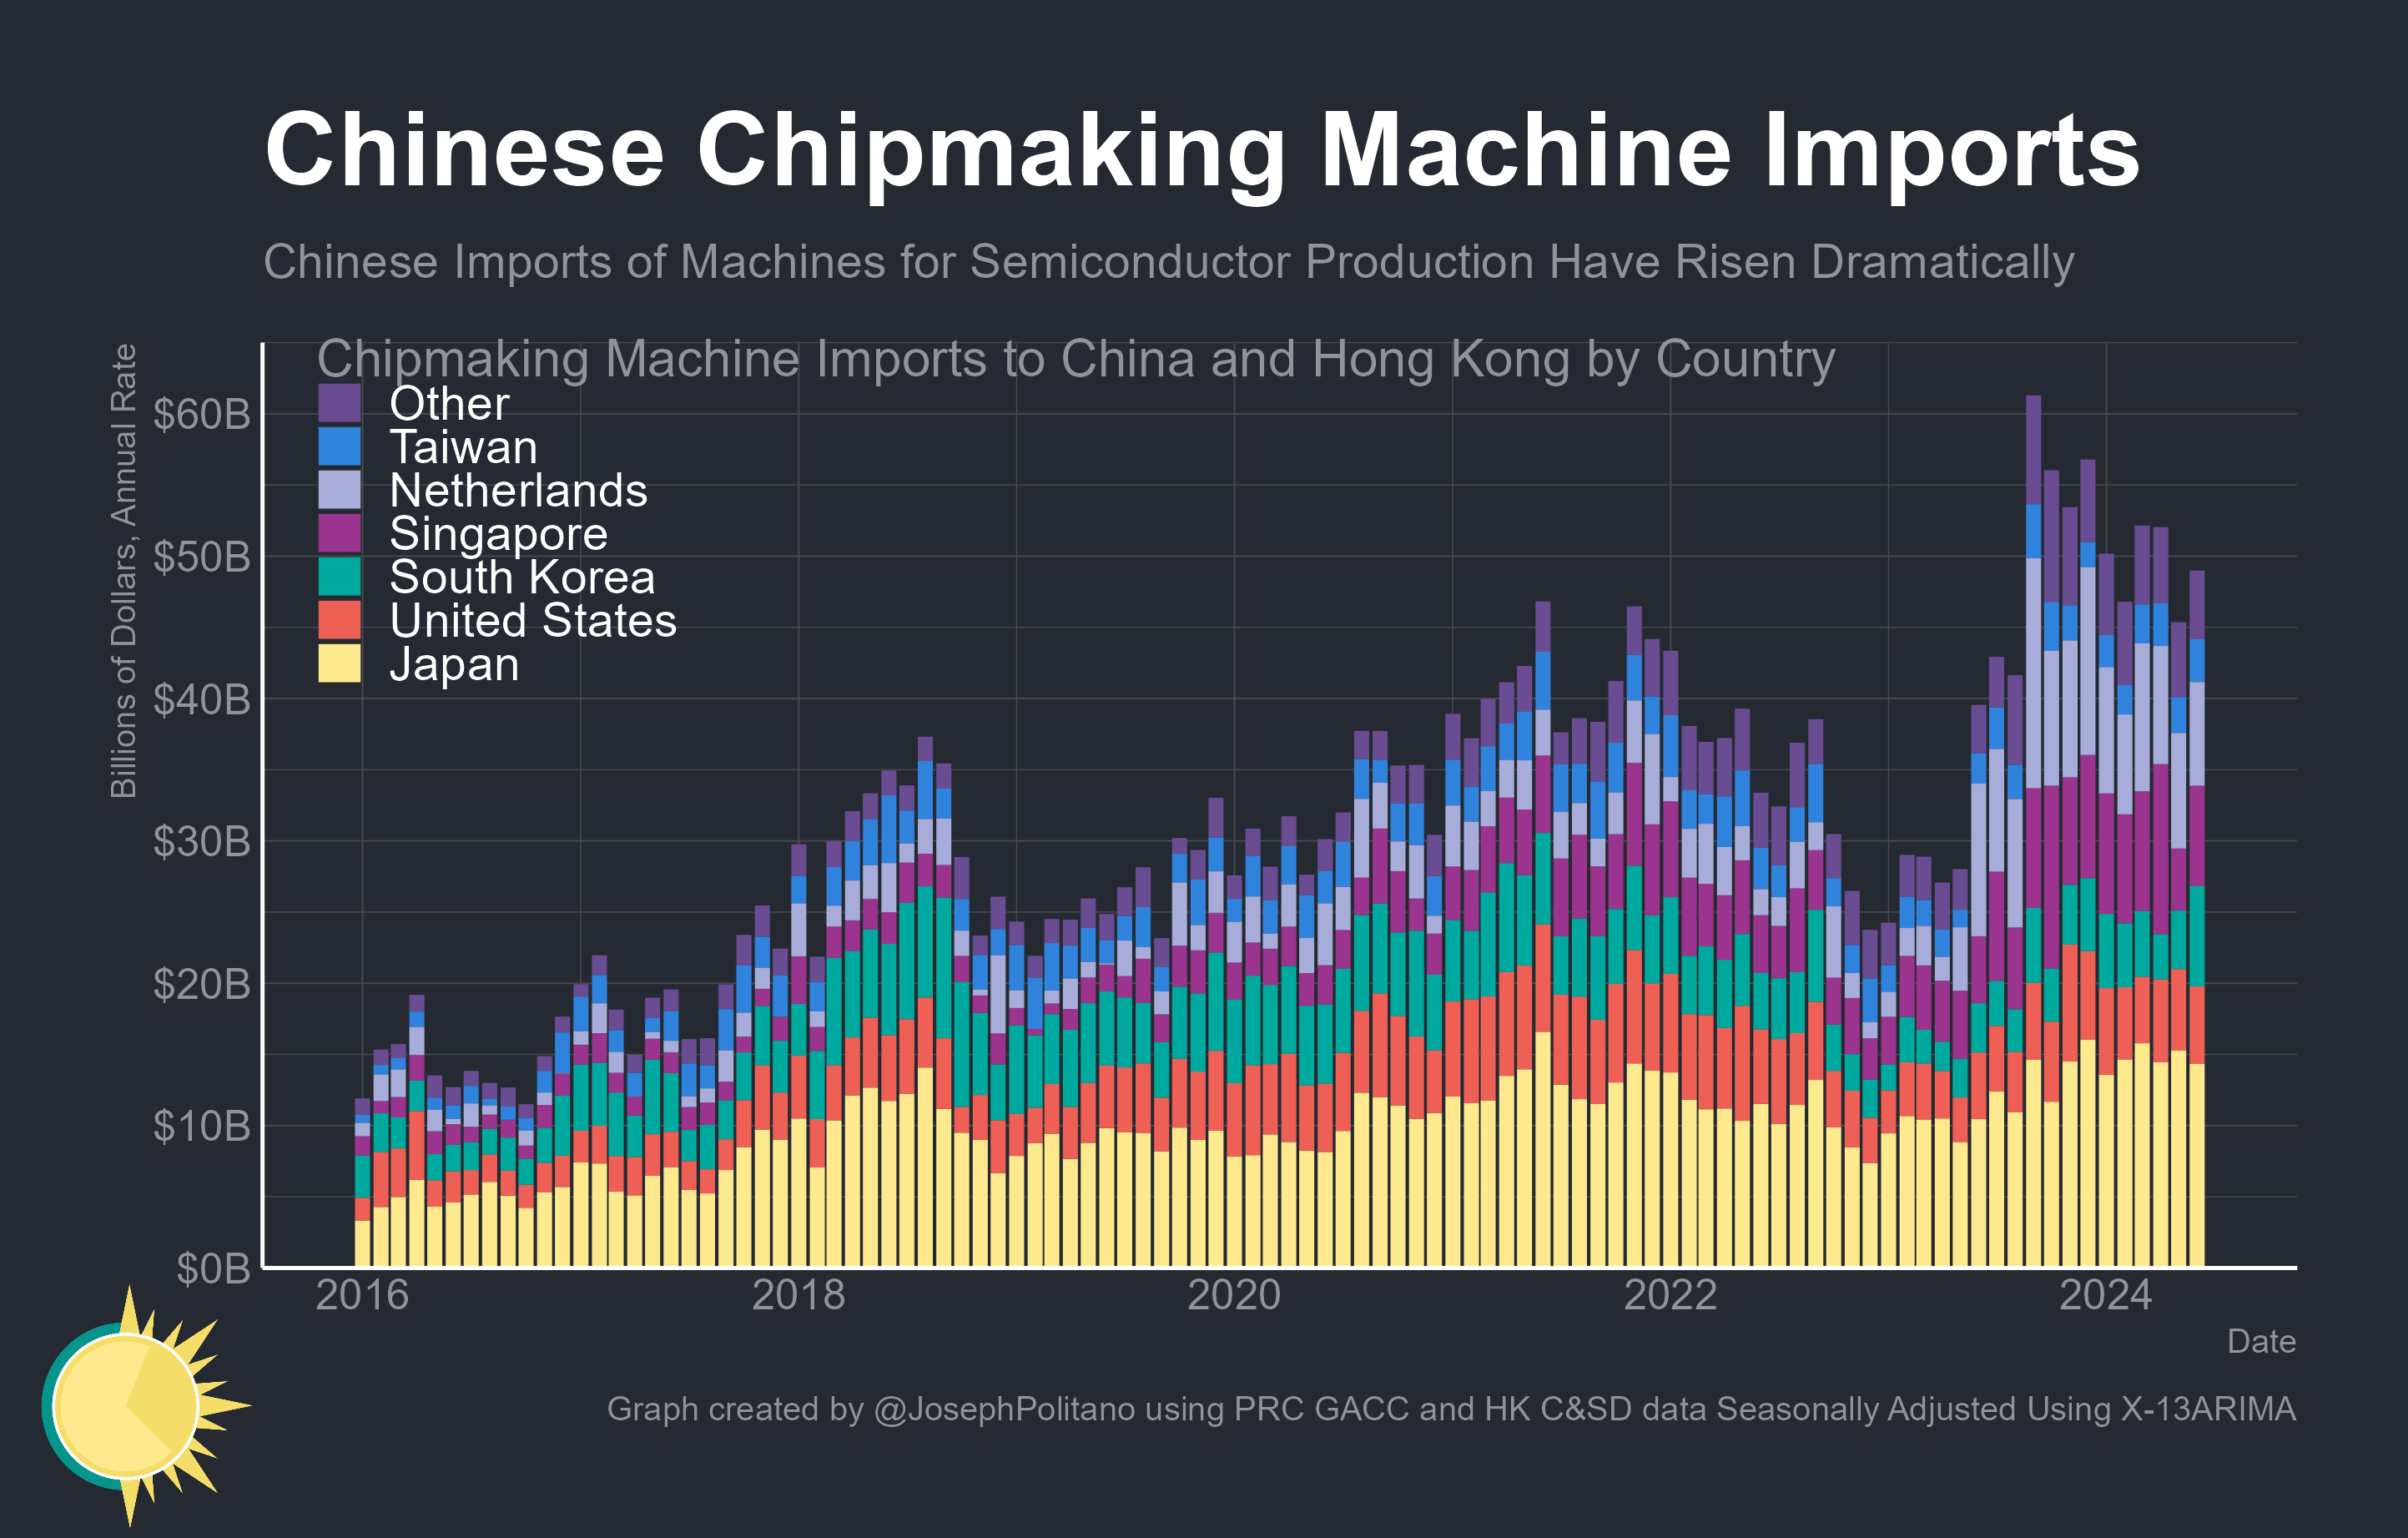 Chinese Chipmaking Machine Imports
Chinese Imports of Machines for Semiconductor Production Have Risen Dramatically
Chipmaking Machine Imports to China and Hong Kong by Country
Other
Taiwan
Netherlands
Singapore
South Korea
United States
Japan
Billions of Dollars, Annual Rate
$60B
$50B
$40B
$30B
$20B
$10B
$0B
2016
2018
2020
2022
2024
Date
Graph created by @JosephPolitano using PRC GACC and HK C&SD data Seasonally Adjusted Using X-13ARIMA